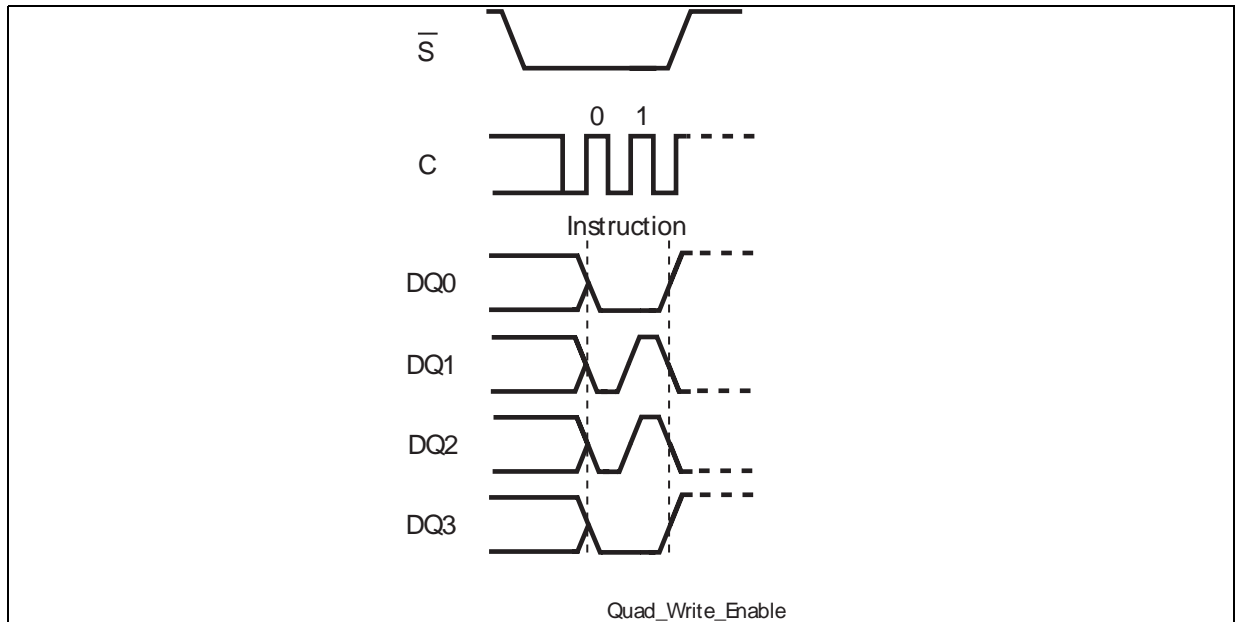 S̅
0 1
C
Instruction
DQ0
DQ1
DQ2
DQ3
Quad_Write_Enable